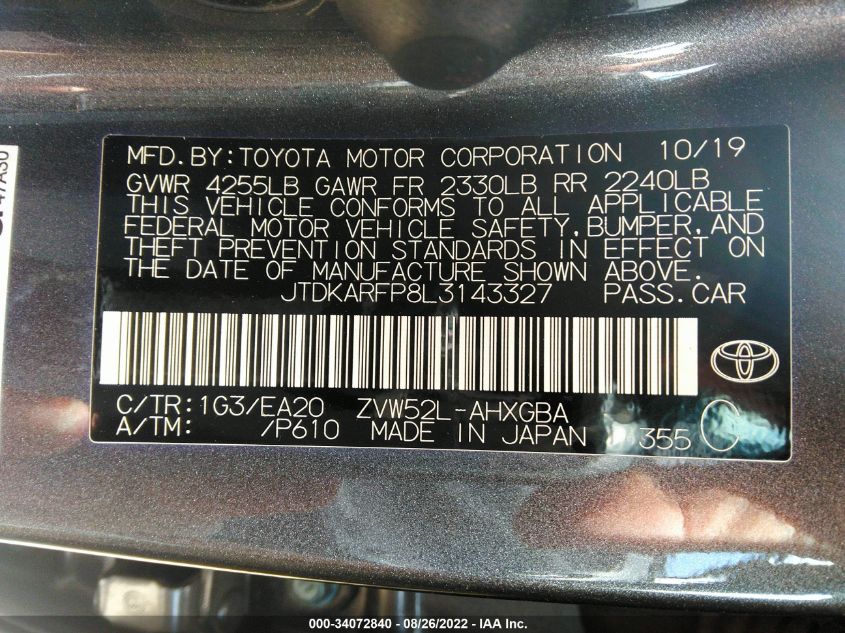 MFD.BY:TOYOTA MOTOR CORPORATION 10/19
GVWR 4255LB GAWR FR 2330LB RR 2240LB
THIS VEHICLE CONFORMS TO ALL APPLICABLE
FEDERAL MOTOR VEHICLE SAFETY,BUMPER,AND
THEFT PREVENTION STANDARDS IN EFFECT ON
THE DATE OF MANUFACTURE SHOWN ABOVE.
JTDKARFP8L3143327 PASS.CAR
C/TR:1G3/EA20 ZVW52L-AHXGBA
A/TM: /P610 MADE IN JAPAN 355 C
000-34072840 - 08/26/2022 - IAA Inc.